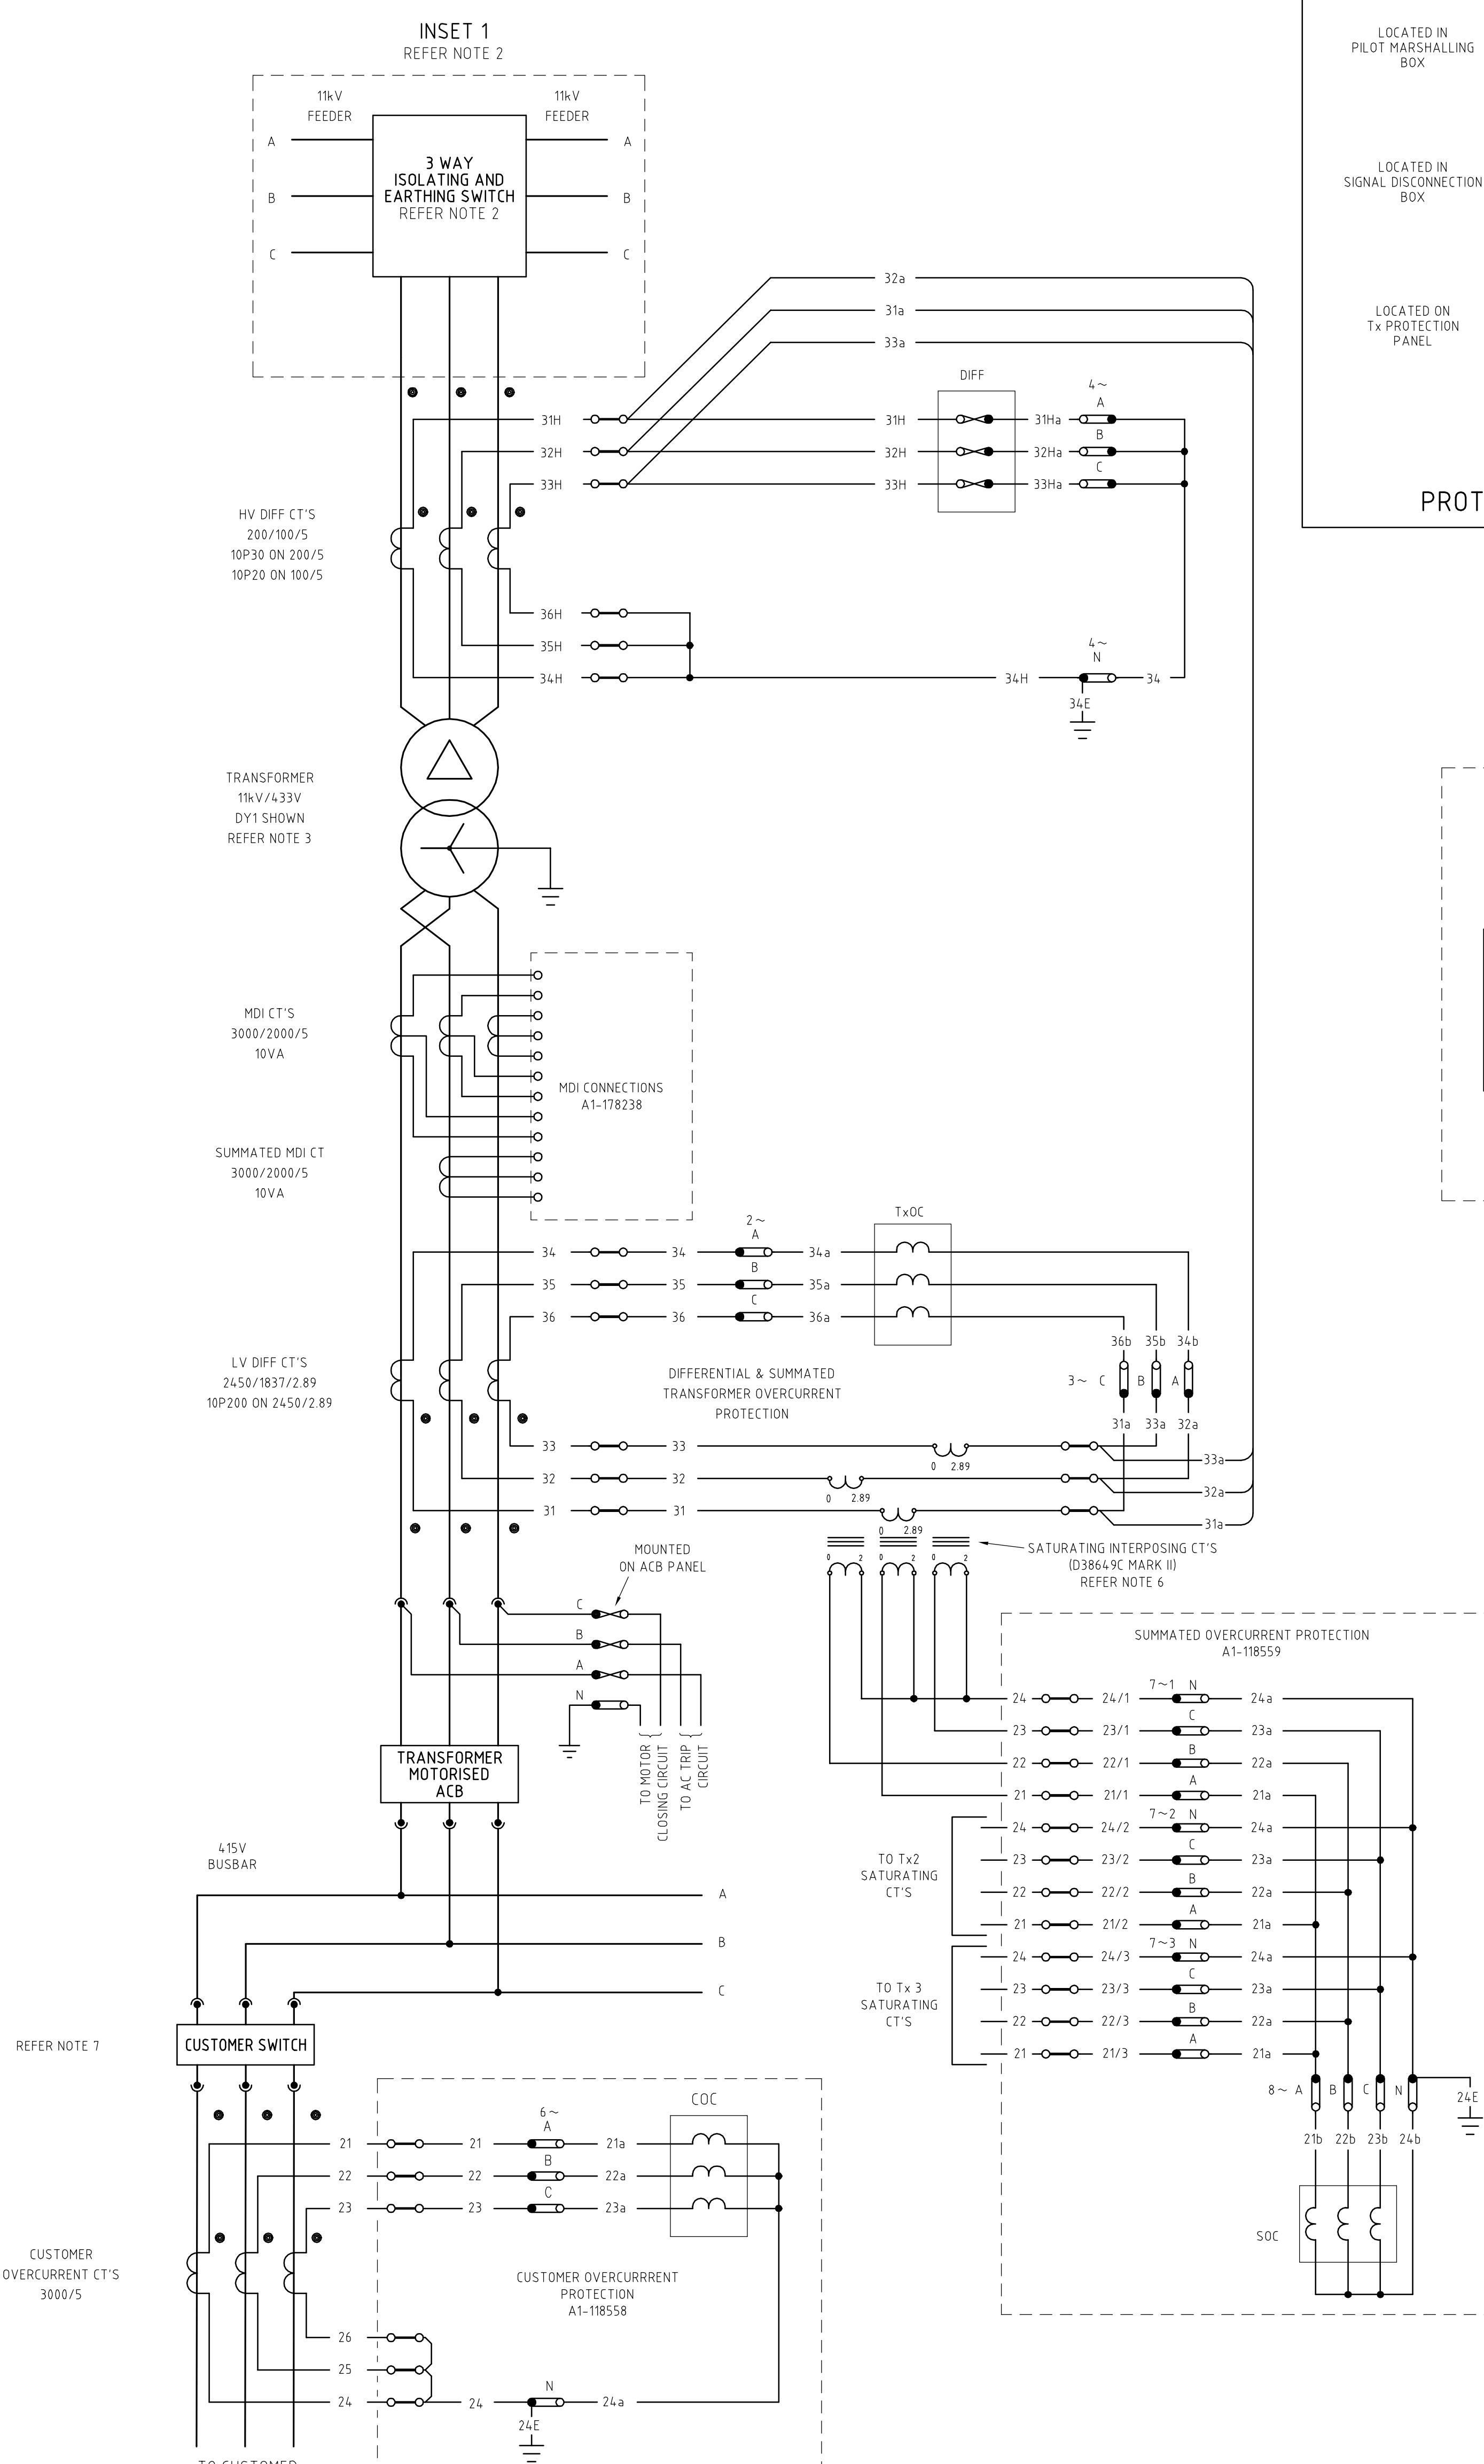 INSET 1
REFER NOTE 2
11kV
FEEDER
11kV
FEEDER
A
A
B
B
C
C
3 WAY
ISOLATING AND
EARTHING SWITCH
REFER NOTE 2
LOCATED IN
PILOT MARSHALLING
BOX
LOCATED IN
SIGNAL DISCONNECTION
BOX
LOCATED ON
Tx PROTECTION
PANEL
PROT
32a
31a
33a
DIFF
4~
A
31H
31H
31Ha
B
32H
32H
32Ha
C
33H
33H
33Ha
HV DIFF CT'S
200/100/5
10P30 ON 200/5
10P20 ON 100/5
36H
35H
34H
34H
4~
N
34
34E
TRANSFORMER
11kV/433V
DY1 SHOWN
REFER NOTE 3
MDI CT'S
3000/2000/5
10VA
MDI CONNECTIONS
A1-178238
SUMMATED MDI CT
3000/2000/5
10VA
TxOC
2~
A
34
34
34a
B
35
35
35a
C
36
36
36a
36b
35b
34b
3~
C
B
A
31a
33a
32a
LV DIFF CT'S
2450/1837/2.89
10P200 ON 2450/2.89
DIFFERENTIAL & SUMMATED
TRANSFORMER OVERCURRENT
PROTECTION
33
33
0
2.89
33a
32
32
0
2.89
32a
31
31
0
2.89
31a
0
2
0
2
0
2
SATURATING INTERPOSING CT'S
(D38649C MARK II)
REFER NOTE 6
MOUNTED
ON ACB PANEL
C
B
A
N
TO MOTOR
CLOSING CIRCUIT
TO AC TRIP
CIRCUIT
TRANSFORMER
MOTORISED
ACB
SUMMATED OVERCURRENT PROTECTION
A1-118559
7~1
N
24
24/1
24a
C
23
23/1
23a
B
22
22/1
22a
A
21
21/1
21a
7~2
N
24
24/2
24a
C
23
23/2
23a
B
22
22/2
22a
A
21
21/2
21a
TO Tx2
SATURATING
CT'S
7~3
N
24
24/3
24a
C
23
23/3
23a
B
22
22/3
22a
A
21
21/3
21a
TO Tx 3
SATURATING
CT'S
8~
A
B
C
N
24E
21b
22b
23b
24b
SOC
415V
BUSBAR
A
B
C
REFER NOTE 7
CUSTOMER SWITCH
COC
6~
A
21
21
21a
B
22
22
22a
C
23
23
23a
CUSTOMER
OVERCURRENT CT'S
3000/5
CUSTOMER OVERCURRRENT
PROTECTION
A1-118558
26
25
24
24
N
24a
24E
TO CUSTOMER